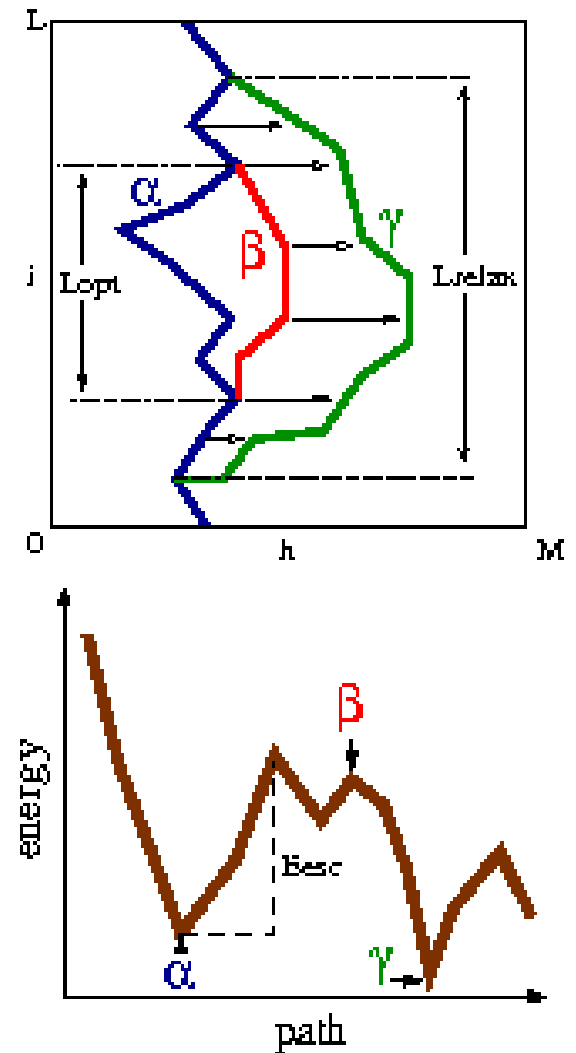 L
α
β
γ
i
Lopt
Lrelax
0
h
M
energy
β
Eesc
α
γ
path